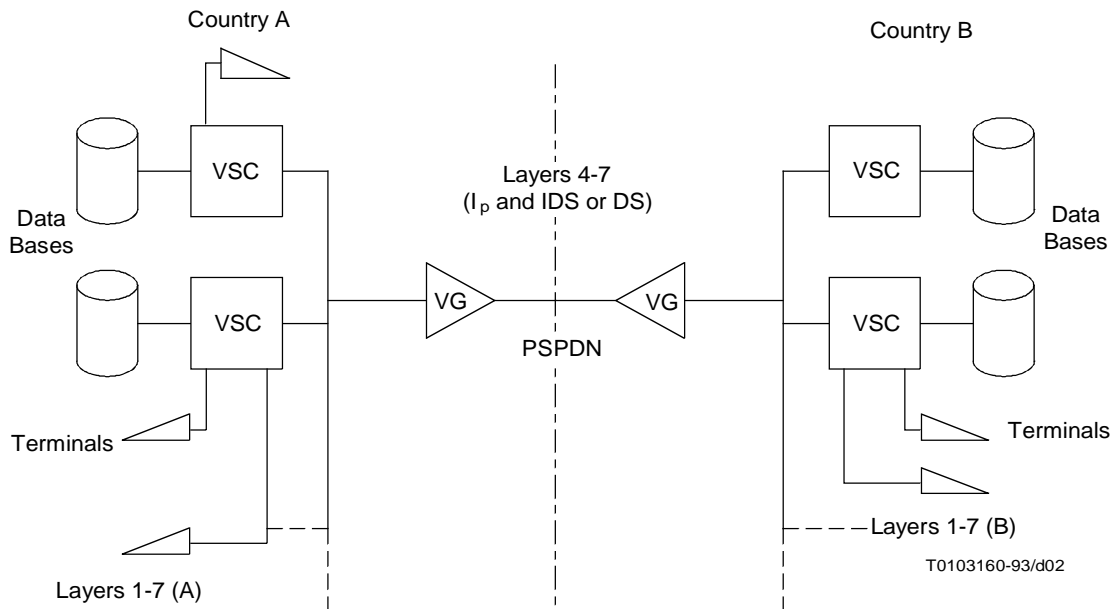 Country A
Country B
VSC
VSC
Layers 4-7
(Ip and IDS or DS)
Data
Bases
Data
Bases
VG
VG
VSC
VSC
PSPDN
Terminals
Terminals
Layers 1-7 (B)
T0103160-93/d02
Layers 1-7 (A)